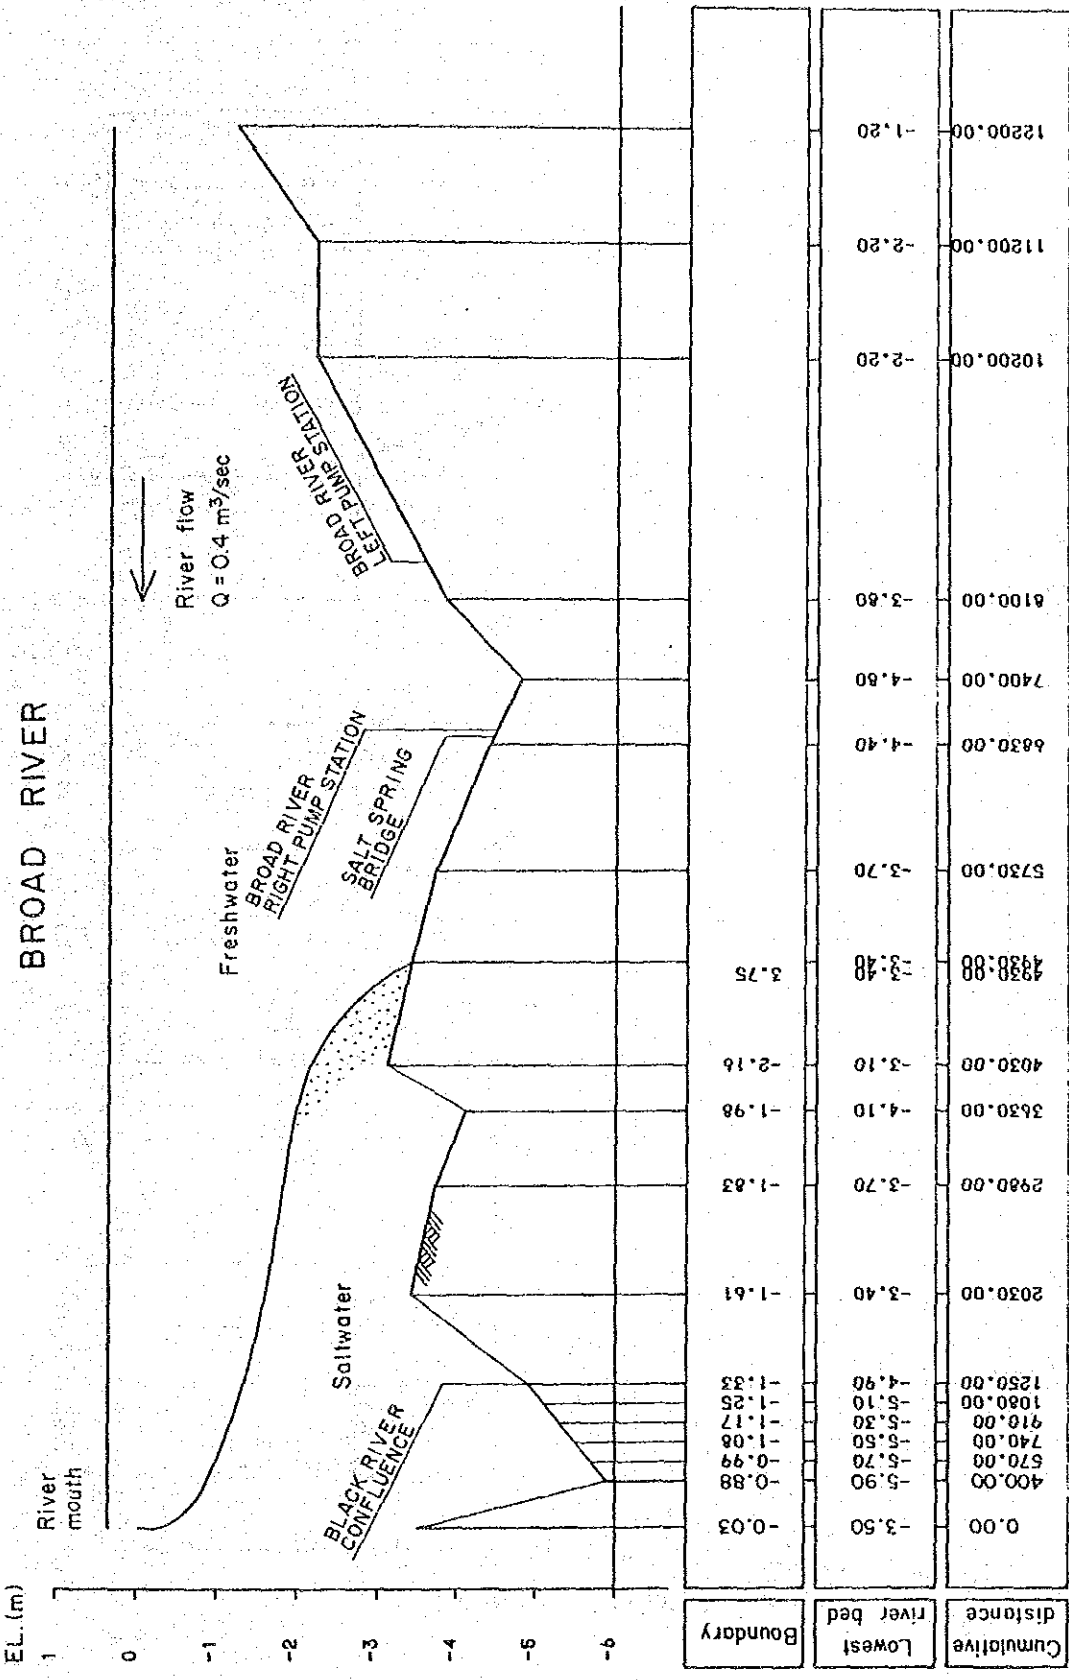 BROAD RIVER
EL.(m)
1
0
-1
-2
-3
-4
-5
-6
River
mouth
River flow
Q = 0.4 m³/sec
Freshwater
Saltwater
BLACK RIVER
CONFLUENCE
SALT SPRING
BRIDGE
BROAD RIVER
RIGHT PUMP STATION
BROAD RIVER
LEFT PUMP STATION
Boundary
-0.03
-0.88
-0.99
-1.08
-1.17
-1.25
-1.33
-1.61
-1.83
-1.98
-2.16
3.75
Lowest
river bed
-3.50
-5.90
-5.70
-5.50
-5.30
-5.10
-4.90
-3.40
-3.70
-4.10
-3.10
-3.40
-3.40
-3.70
-4.40
-4.80
-3.80
-2.20
-2.20
-1.20
Cumulative
distance
0.00
400.00
570.00
740.00
910.00
1080.00
1250.00
2030.00
2980.00
3630.00
4030.00
4930.00
4930.00
5730.00
6830.00
7400.00
8100.00
10200.00
11200.00
12200.00